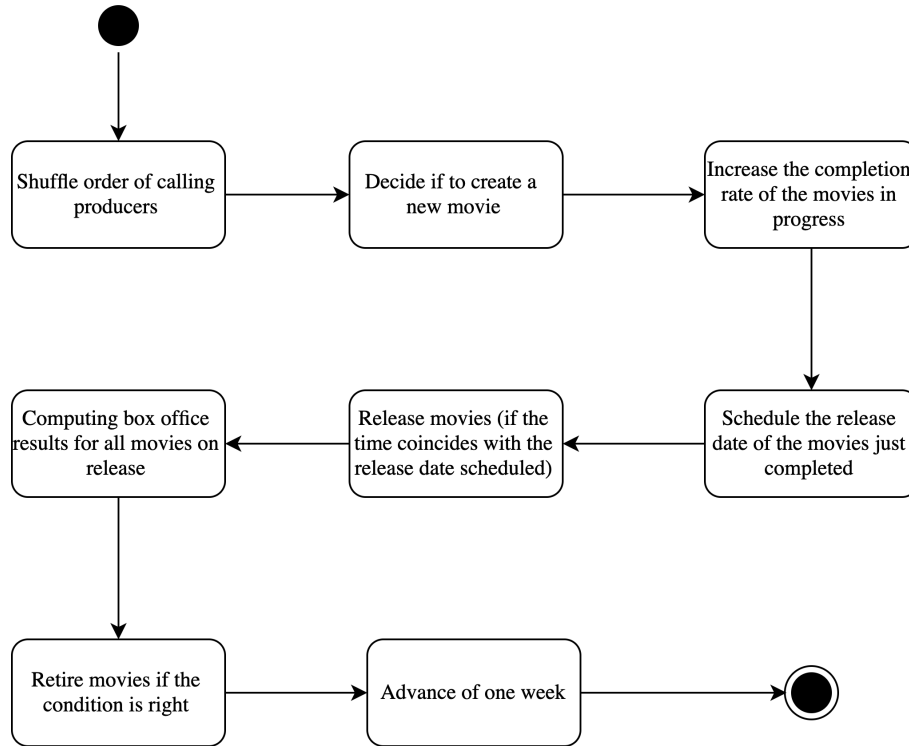 Shuffle order of calling
producers
Decide if to create a
new movie
Increase the completion
rate of the movies in
progress
Schedule the release
date of the movies just
completed
Release movies (if the
time coincides with the
release date scheduled)
Computing box office
results for all movies on
release
Retire movies if the
condition is right
Advance of one week